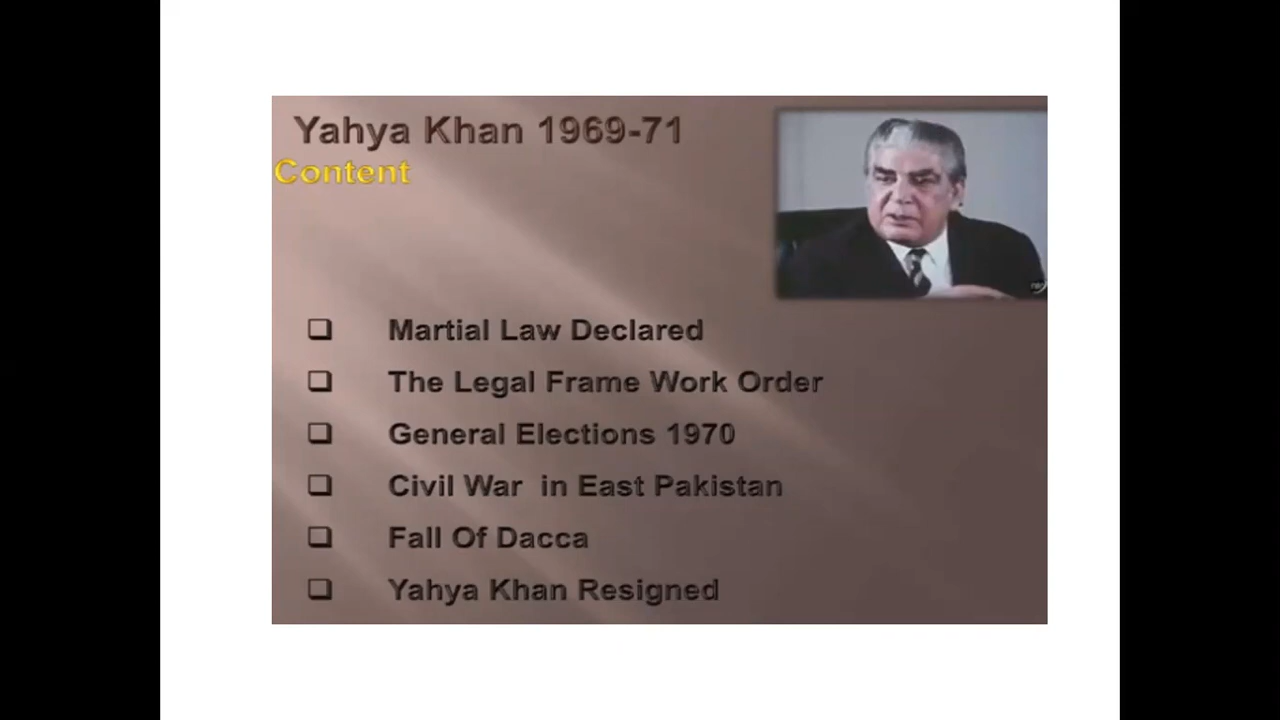 Yahya Khan 1969-71
Content
Martial Law Declared
The Legal Frame Work Order
General Elections 1970
Civil War in East Pakistan
Fall Of Dacca
Yahya Khan Resigned